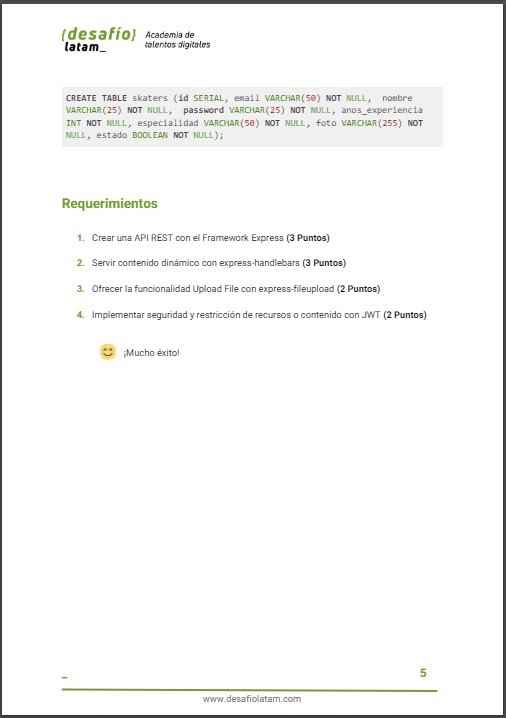 {desafío}
latam_
Academia de
talentos digitales
CREATE TABLE skaters (id SERIAL, email VARCHAR(50) NOT NULL, nombre
VARCHAR(25) NOT NULL, password VARCHAR(25) NOT NULL, anos_experiencia
INT NOT NULL, especialidad VARCHAR(50) NOT NULL, foto VARCHAR(255) NOT
NULL, estado BOOLEAN NOT NULL);
Requerimientos
1. Crear una API REST con el Framework Express (3 Puntos)
2. Servir contenido dinámico con express-handlebars (3 Puntos)
3. Ofrecer la funcionalidad Upload File con express-fileupload (2 Puntos)
4. Implementar seguridad y restricción de recursos o contenido con JWT (2 Puntos)
¡Mucho éxito!
_
5
www.desafiolatam.com